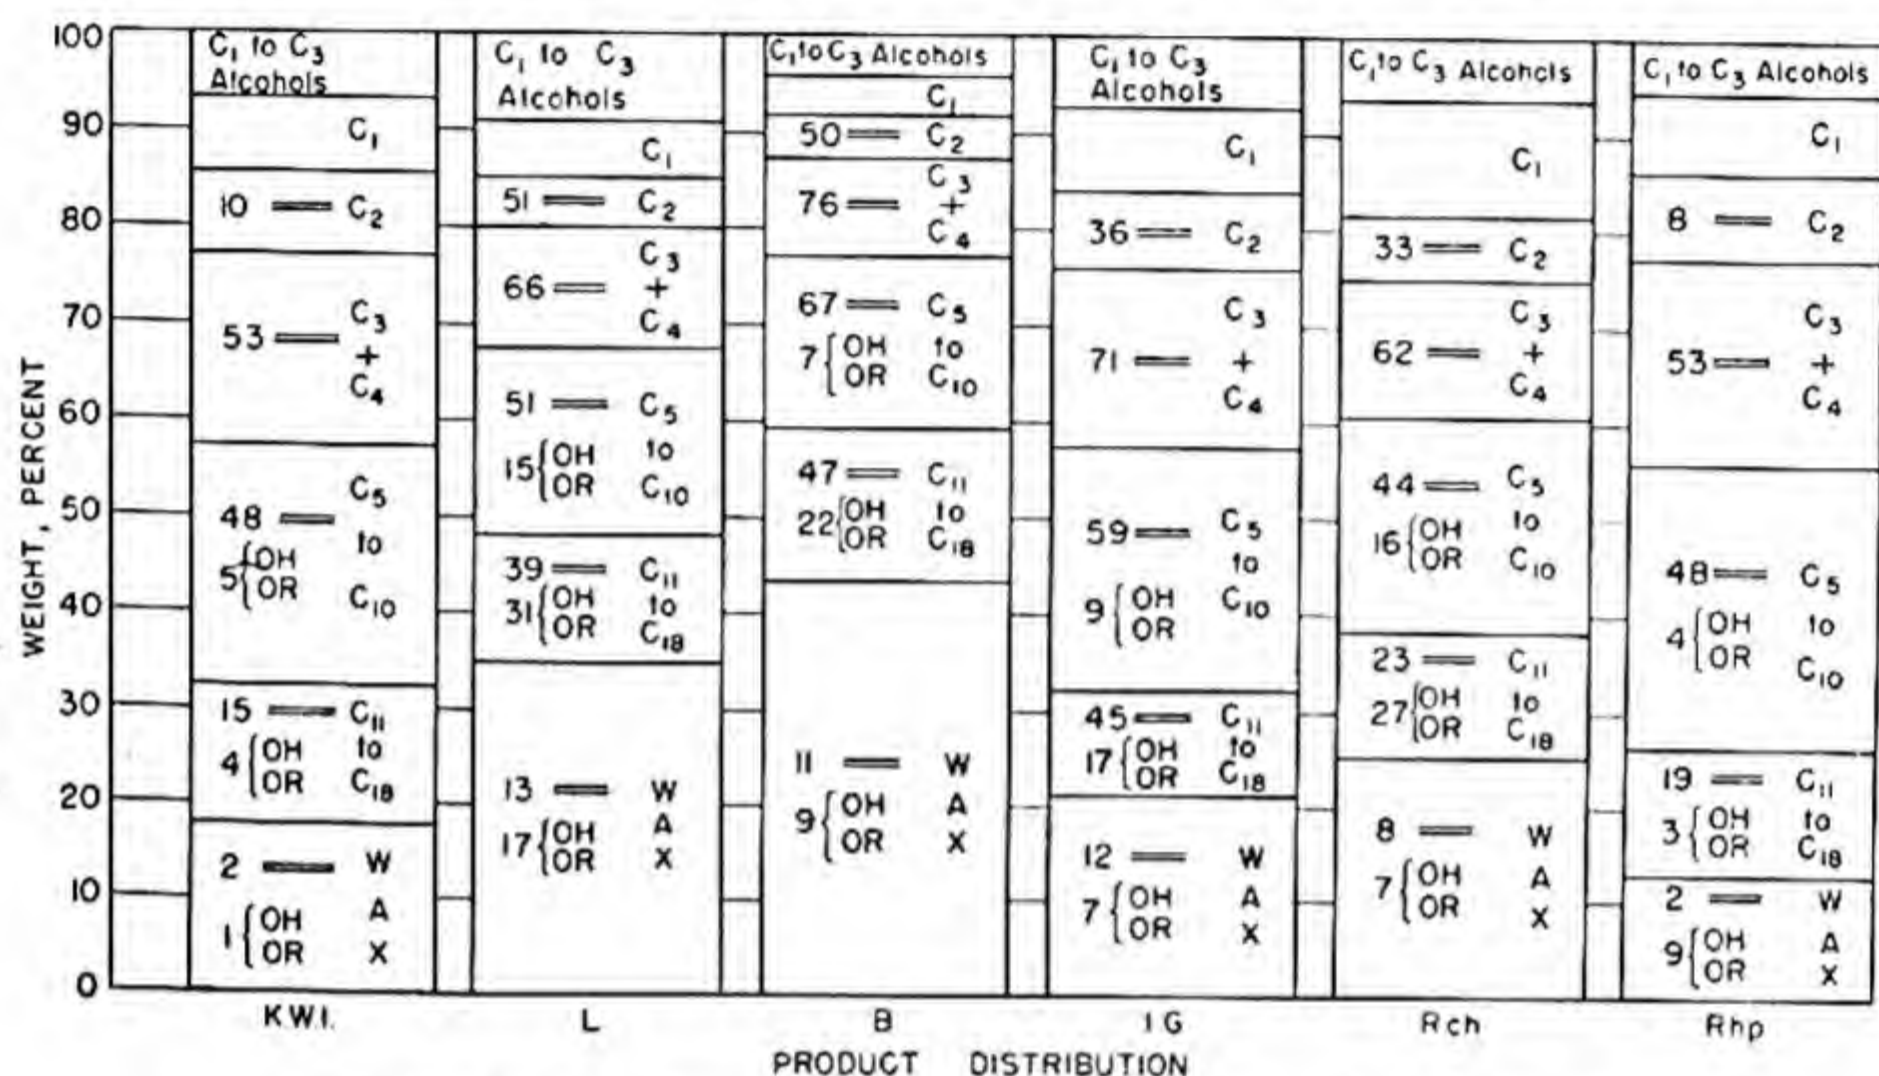 WEIGHT, PERCENT
100
90
80
70
60
50
40
30
20
10
0
C₁ to C₃
Alcohols
C₁
10 ═ C₂
C₃
53 ═ +
C₄
C₅
48 ═
to
5{OH
OR
C₁₀
15 ═ C₁₁
4{OH to
OR C₁₈
2 ═ W
A
1{OH
OR X
KWI.
C₁ to C₃
Alcohols
C₁
51 ═ C₂
C₃
66 ═ +
C₄
51 ═ C₅
15{OH to
OR C₁₀
39 ═ C₁₁
31{OH to
OR C₁₈
13 ═ W
17{OH A
OR X
L
C₁ to C₃ Alcohols
C₁
50 ═ C₂
C₃
76 ═ +
C₄
67 ═ C₅
7{OH to
OR C₁₀
47 ═ C₁₁
22{OH to
OR C₁₈
11 ═ W
9{OH A
OR X
B
C₁ to C₃
Alcohols
C₁
36 ═ C₂
C₃
71 ═ +
C₄
59 ═ C₅
to
9{OH C₁₀
OR
45 ═ C₁₁
17{OH to
OR C₁₈
12 ═ W
7{OH A
OR X
IG
C₁ to C₃ Alcohols
C₁
33 ═ C₂
C₃
62 ═ +
C₄
44 ═ C₅
16{OH to
OR C₁₀
23 ═ C₁₁
27{OH to
OR C₁₈
8 ═ W
7{OH A
OR X
Rch
C₁ to C₃ Alcohols
C₁
8 ═ C₂
C₃
53 ═ +
C₄
48 ═ C₅
4{OH to
OR C₁₀
19 ═ C₁₁
3{OH to
OR C₁₈
2 ═ W
9{OH A
OR X
Rhp
PRODUCT DISTRIBUTION